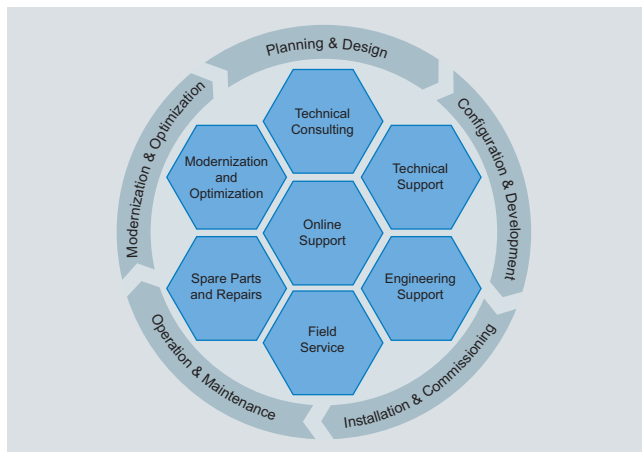 Planning & Design
Configuration & Development
Installation & Commissioning
Operation & Maintenance
Modernization & Optimization
Technical
Consulting
Modernization
and
Optimization
Technical
Support
Online
Support
Spare Parts
and Repairs
Engineering
Support
Field
Service